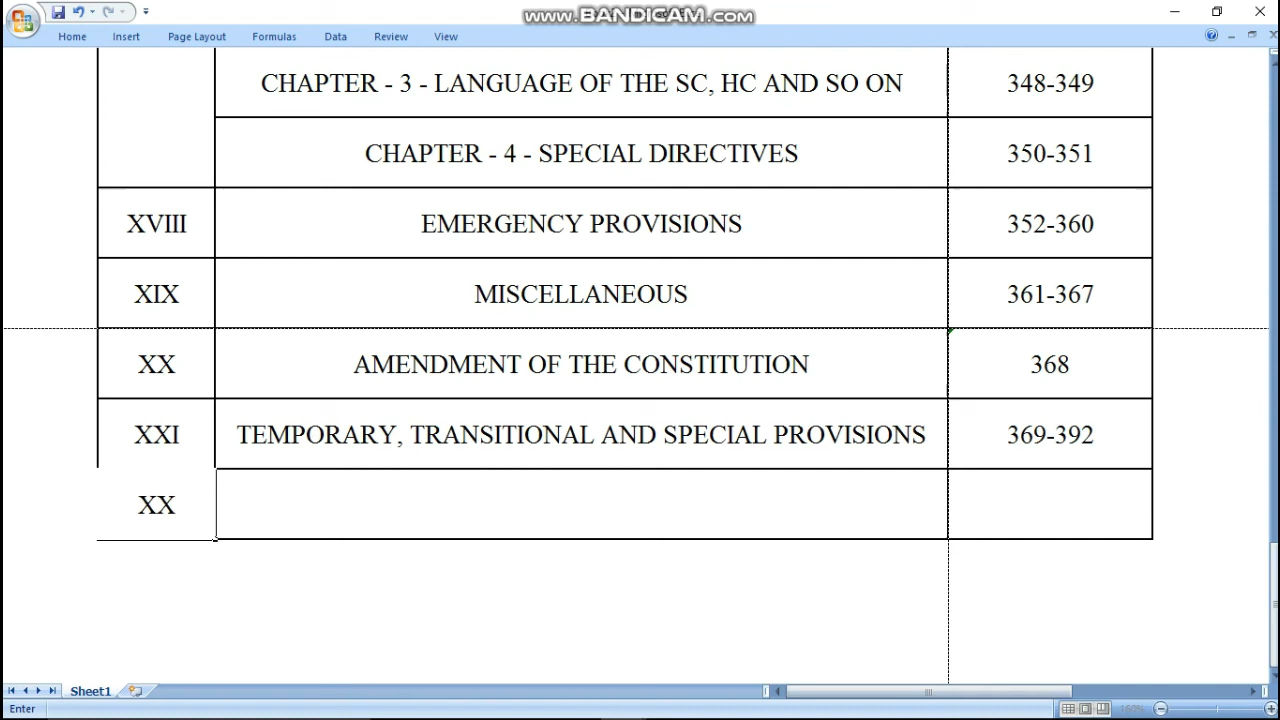 www.BANDICAM.com
Home Insert Page Layout Formulas Data Review View
CHAPTER - 3 - LANGUAGE OF THE SC, HC AND SO ON 348-349
CHAPTER - 4 - SPECIAL DIRECTIVES 350-351
XVIII EMERGENCY PROVISIONS 352-360
XIX MISCELLANEOUS 361-367
XX AMENDMENT OF THE CONSTITUTION 368
XXI TEMPORARY, TRANSITIONAL AND SPECIAL PROVISIONS 369-392
XX
Sheet1
Enter 160%